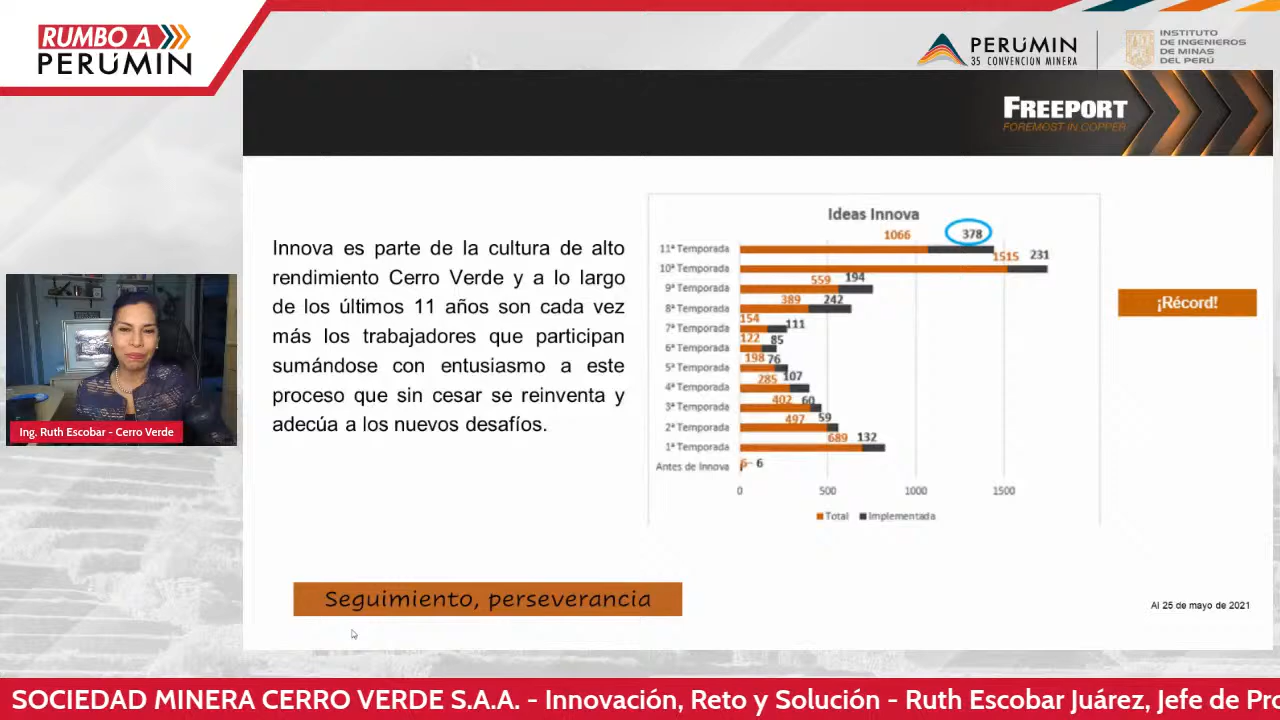 RUMBO A
PERÚMIN
PERÚMIN
35 CONVENCIÓN MINERA
INSTITUTO
DE INGENIEROS
DE MINAS
DEL PERÚ
FREEPORT
FOREMOST IN COPPER
Innova es parte de la cultura de alto
rendimiento Cerro Verde y a lo largo
de los últimos 11 años son cada vez
más los trabajadores que participan
sumándose con entusiasmo a este
proceso que sin cesar se reinventa y
adecúa a los nuevos desafíos.
Ideas Innova
11ª Temporada 1066 378
10ª Temporada 1515 231
9ª Temporada 559 194
8ª Temporada 389 242
7ª Temporada 154 111
6ª Temporada 122 85
5ª Temporada 198 76
4ª Temporada 285 107
3ª Temporada 402 60
2ª Temporada 497 59
1ª Temporada 689 132
Antes de Innova 6 6
0 500 1000 1500
Total Implementada
¡Récord!
Ing. Ruth Escobar - Cerro Verde
Seguimiento, perseverancia
Al 25 de mayo de 2021
SOCIEDAD MINERA CERRO VERDE S.A.A. - Innovación, Reto y Solución - Ruth Escobar Juárez, Jefe de Pro